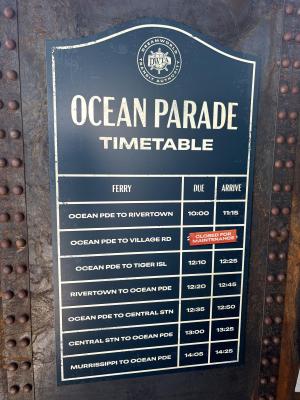 DREAMWORLD
TRANSIT AUTHORITY
OCEAN PARADE
TIMETABLE
FERRY DUE ARRIVE
OCEAN PDE TO RIVERTOWN 10:00 11:15
OCEAN PDE TO VILLAGE RD CLOSED FOR
MAINTENANCE
OCEAN PDE TO TIGER ISL 12:10 12:25
RIVERTOWN TO OCEAN PDE 12:20 12:45
OCEAN PDE TO CENTRAL STN 12:35 12:50
CENTRAL STN TO OCEAN PDE 13:00 13:25
MURRISSIPPI TO OCEAN PDE 14:05 14:25